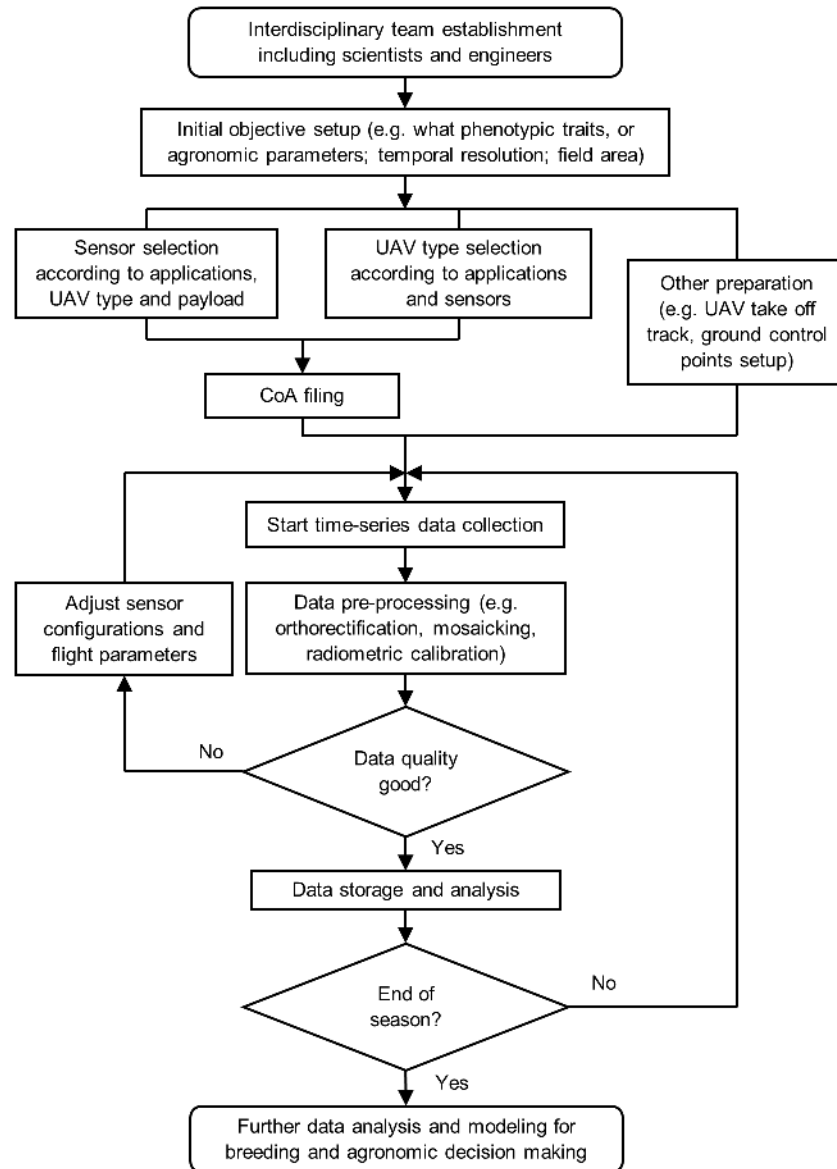 Interdisciplinary team establishment
including scientists and engineers
Initial objective setup (e.g. what phenotypic traits, or
agronomic parameters; temporal resolution; field area)
Sensor selection
according to applications,
UAV type and payload
UAV type selection
according to applications
and sensors
Other preparation
(e.g. UAV take off
track, ground control
points setup)
CoA filing
Start time-series data collection
Adjust sensor
configurations and
flight parameters
Data pre-processing (e.g.
orthorectification, mosaicking,
radiometric calibration)
No
Data quality
good?
Yes
Data storage and analysis
End of
season?
No
Yes
Further data analysis and modeling for
breeding and agronomic decision making